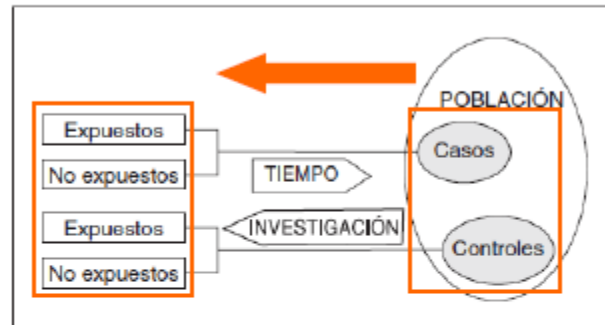 POBLACIÓN
Expuestos
Casos
No expuestos
TIEMPO
Expuestos
INVESTIGACIÓN
Controles
No expuestos